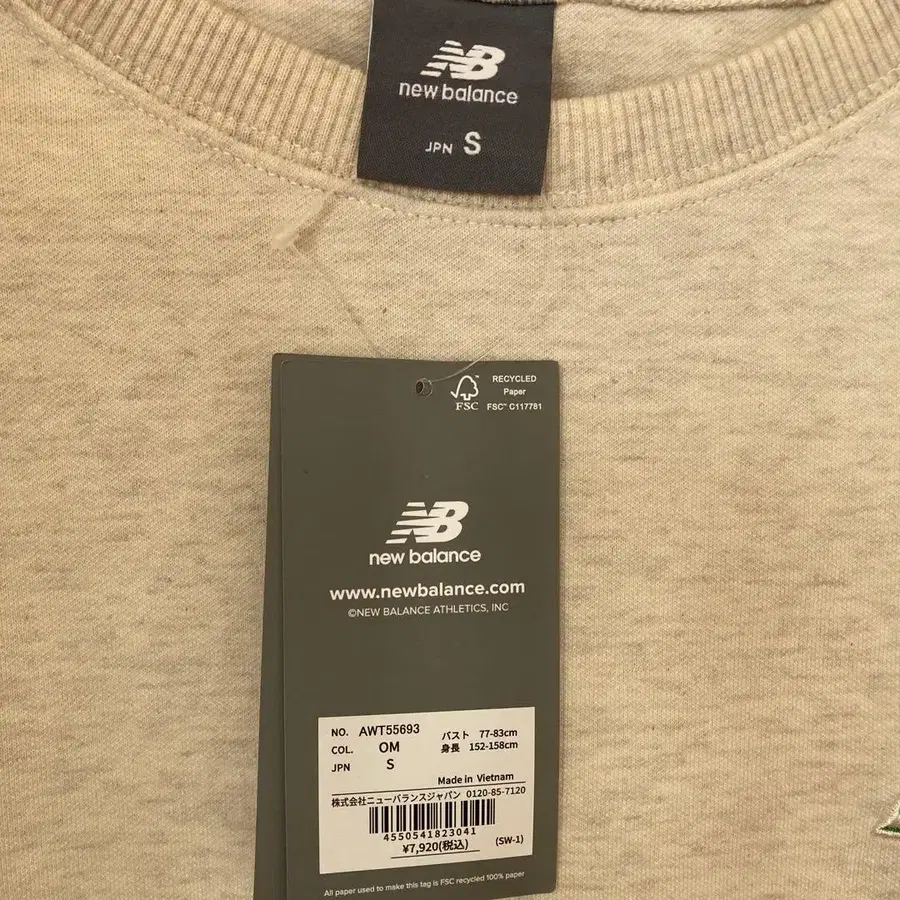 NB
new balance
JPN S
FSC
RECYCLED
Paper
FSC™ C117781
NB
new balance
www.newbalance.com
©NEW BALANCE ATHLETICS, INC
NO. AWT55693
COL. OM
JPN S
バスト 77-83cm
身長 152-158cm
Made in Vietnam
株式会社ニューバランスジャパン 0120-85-7120
4550541823041
¥7,920(税込)
(SW-1)
All paper used to make this tag is FSC recycled 100% paper